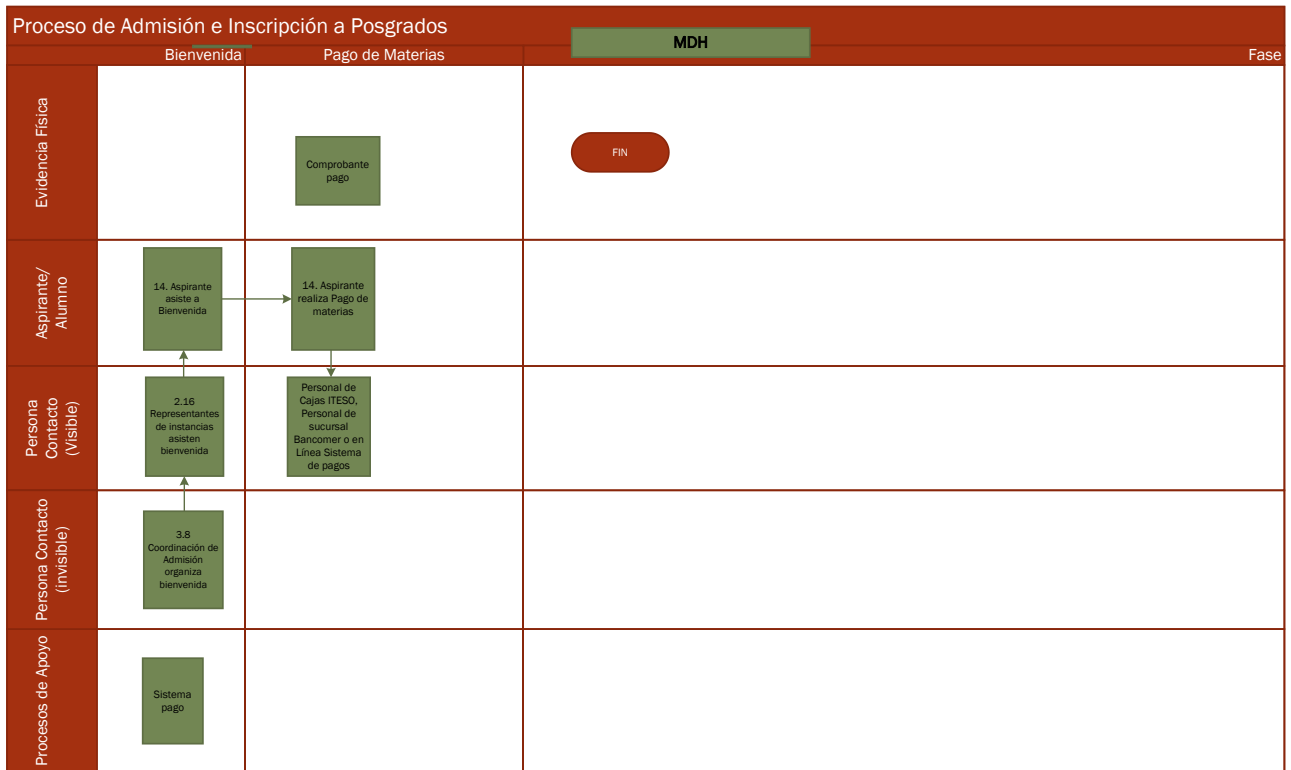 Proceso de Admisión e Inscripción a Posgrados
MDH
Bienvenida
Pago de Materias
Fase
Evidencia Física
Comprobante
pago
FIN
Aspirante/
Alumno
14. Aspirante
asiste a
Bienvenida
14. Aspirante
realiza Pago de
materias
Persona
Contacto
(Visible)
2.16
Representantes
de instancias
asisten
bienvenida
Personal de
Cajas ITESO,
Personal de
sucursal
Bancomer o en
Línea Sistema
de pagos
Persona Contacto
(invisible)
3.8
Coordinación de
Admisión
organiza
bienvenida
Procesos de Apoyo
Sistema
pago